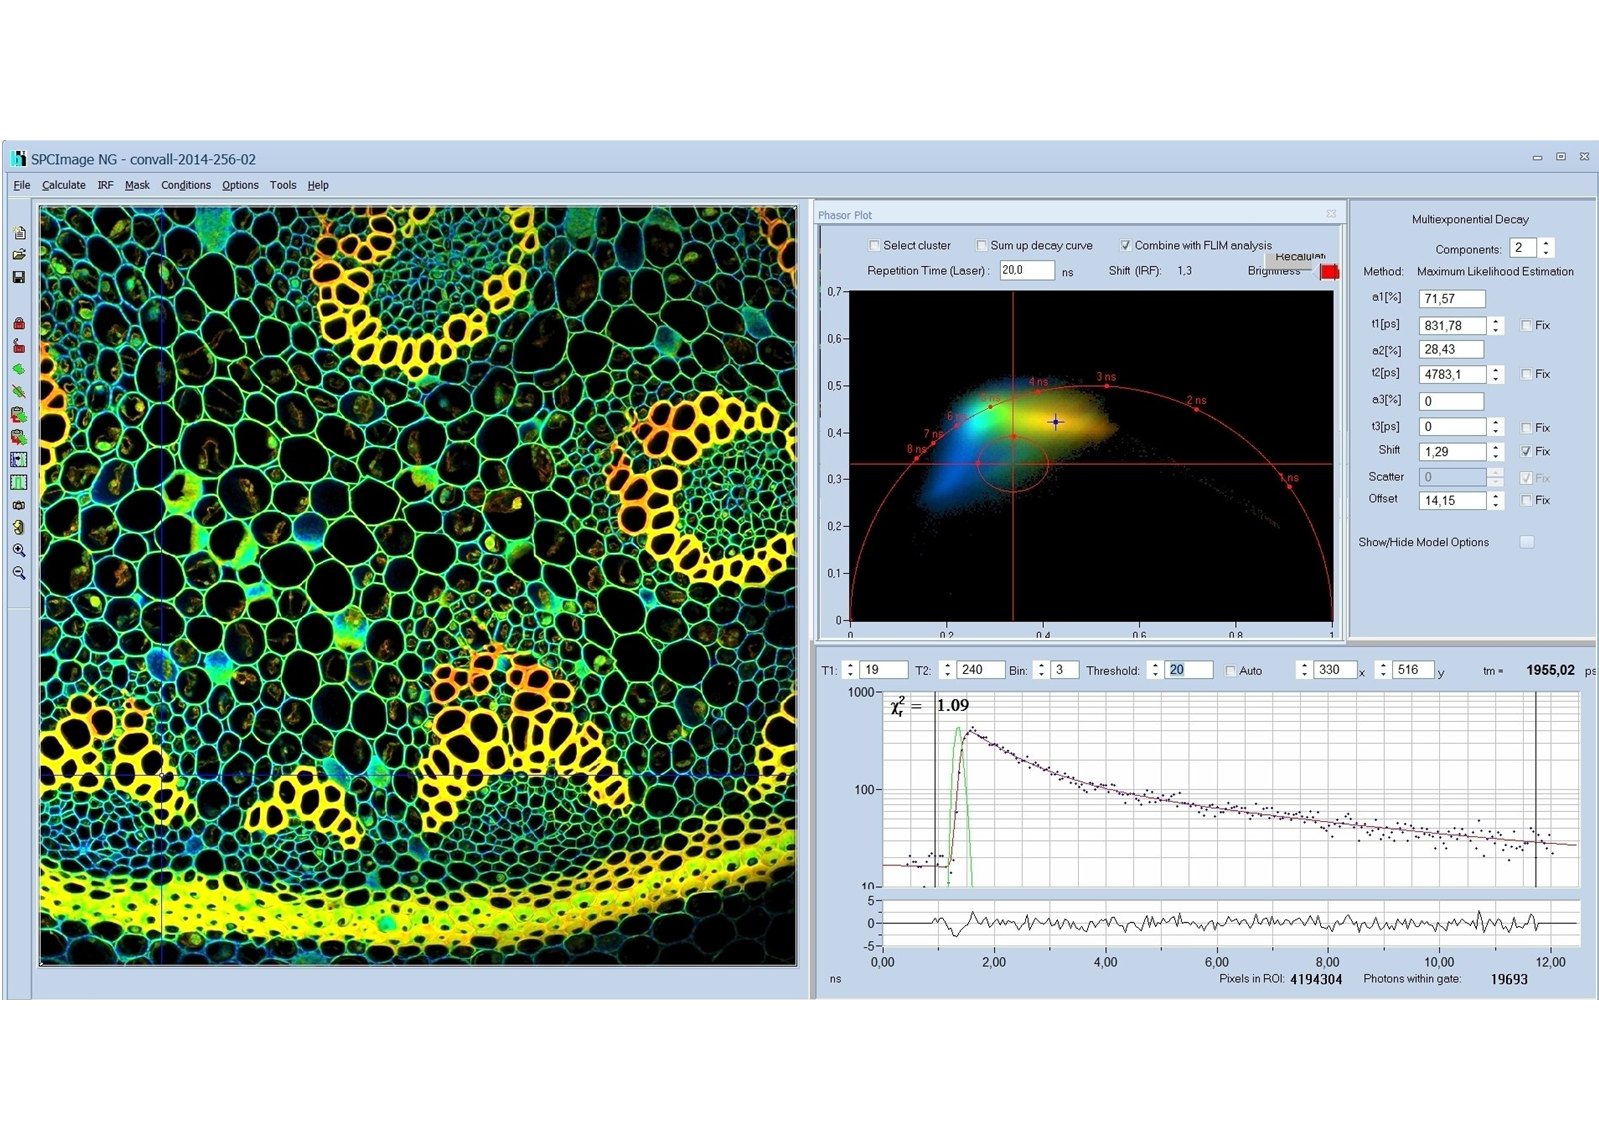 SPCImage NG - convall-2014-256-02
File Calculate IRF Mask Conditions Options Tools Help
Phasor Plot
Select cluster Sum up decay curve Combine with FLIM analysis
Repetition Time (Laser) : 20,0 ns Shift (IRF): 1,3 Brightness
0,7
0,6
0,5
0,4
0,3
0,2
0,1
0
0 0,2 0,4 0,6 0,8 1
8 ns 7 ns 6 ns 5 ns 4 ns 3 ns 2 ns 1 ns
Multiexponential Decay
Components: 2
Method: Maximum Likelihood Estimation
a1[%] 71,57
t1[ps] 831,78 Fix
a2[%] 28,43
t2[ps] 4783,1 Fix
a3[%] 0
t3[ps] 0 Fix
Shift 1,29 Fix
Scatter 0 Fix
Offset 14,15 Fix
Show/Hide Model Options
T1: 19 T2: 240 Bin: 3 Threshold: 20 Auto 330 x 516 y tm = 1955,02 ps
χr² = 1.09
1000
100
10
5
0
-5
0,00 2,00 4,00 6,00 8,00 10,00 12,00
ns Pixels in ROI: 4194304 Photons within gate: 19693